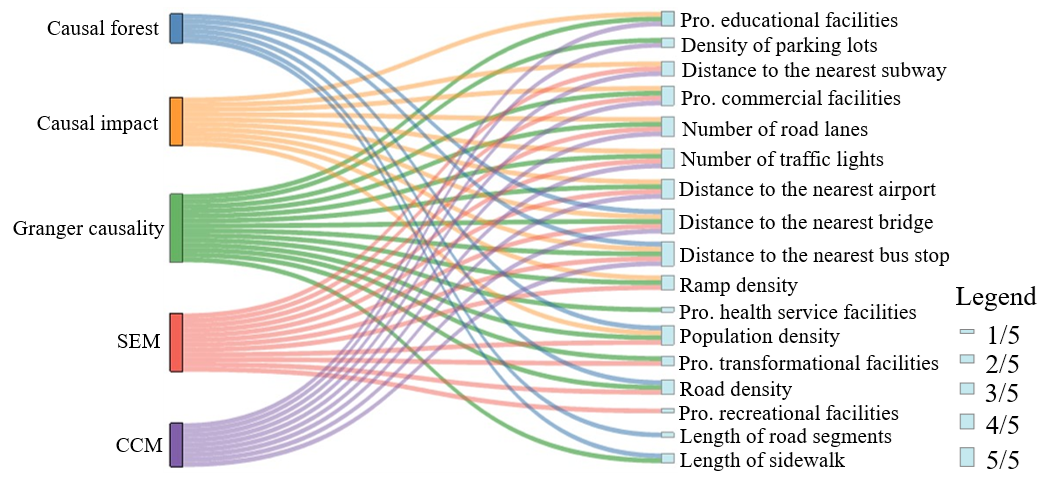 Causal forest
Causal impact
Granger causality
SEM
CCM
Pro. educational facilities
Density of parking lots
Distance to the nearest subway
Pro. commercial facilities
Number of road lanes
Number of traffic lights
Distance to the nearest airport
Distance to the nearest bridge
Distance to the nearest bus stop
Ramp density
Pro. health service facilities
Population density
Pro. transformational facilities
Road density
Pro. recreational facilities
Length of road segments
Length of sidewalk
Legend
1/5
2/5
3/5
4/5
5/5